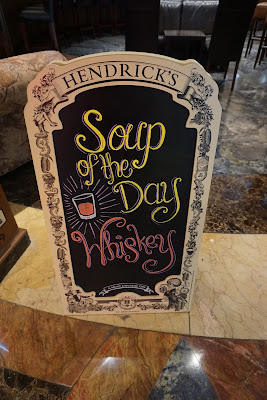 HENDRICK'S
Soup
of the
Day
Whiskey